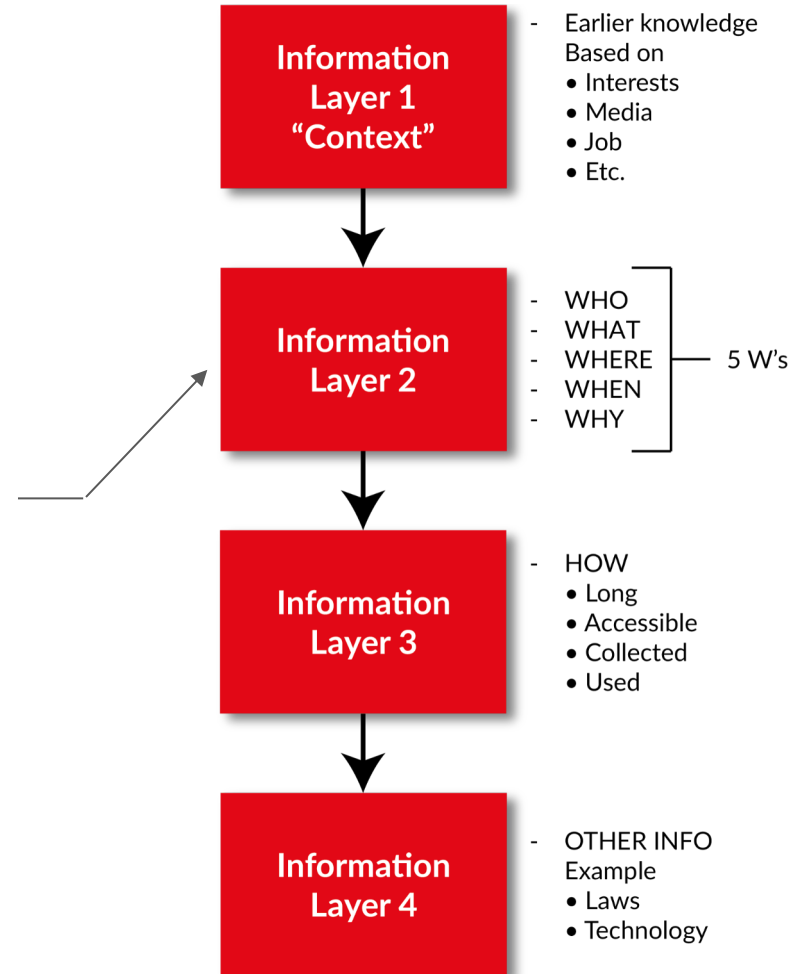 Information
Layer 1
“Context”
- Earlier knowledge
Based on
• Interests
• Media
• Job
• Etc.
Information
Layer 2
- WHO
- WHAT
- WHERE
- WHEN
- WHY
5 W’s
Information
Layer 3
- HOW
• Long
• Accessible
• Collected
• Used
Information
Layer 4
- OTHER INFO
Example
• Laws
• Technology